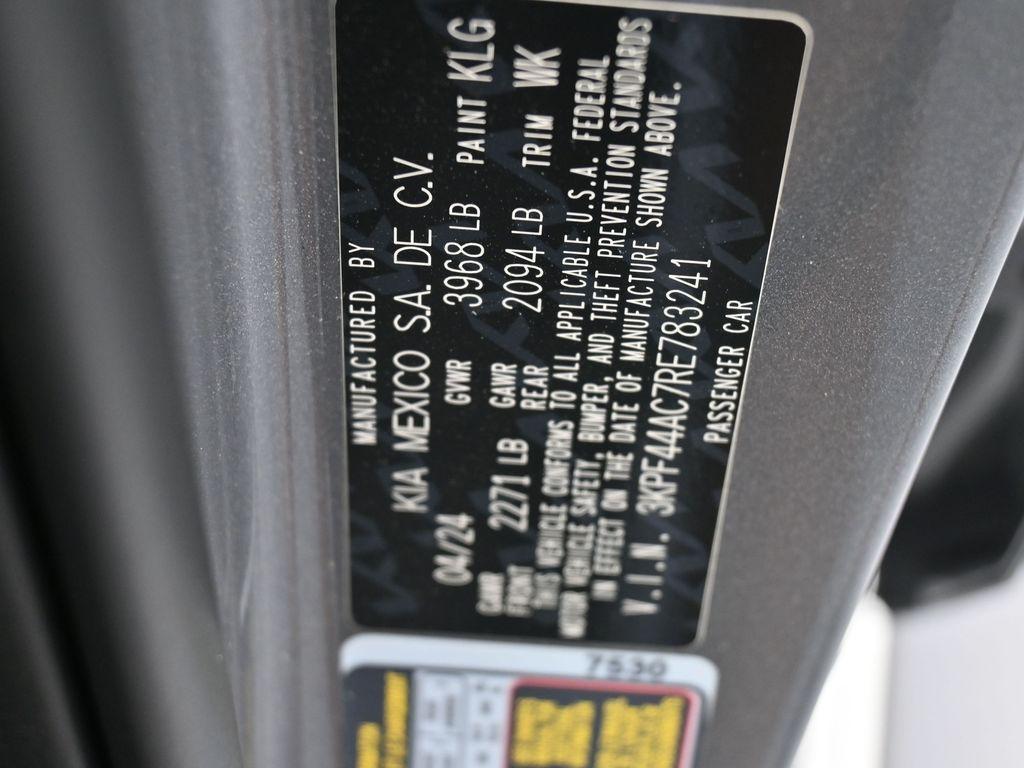 MANUFACTURED BY
KIA MEXICO S.A. DE C.V.
04/24 GVWR 3968 LB PAINT KLG
GAWR FRONT 2271 LB GAWR REAR 2094 LB TRIM WK
THIS VEHICLE CONFORMS TO ALL APPLICABLE U.S.A. FEDERAL
MOTOR VEHICLE SAFETY, BUMPER, AND THEFT PREVENTION STANDARDS
IN EFFECT ON THE DATE OF MANUFACTURE SHOWN ABOVE.
V.I.N. 3KPF44AC7RE783241
PASSENGER CAR
7530